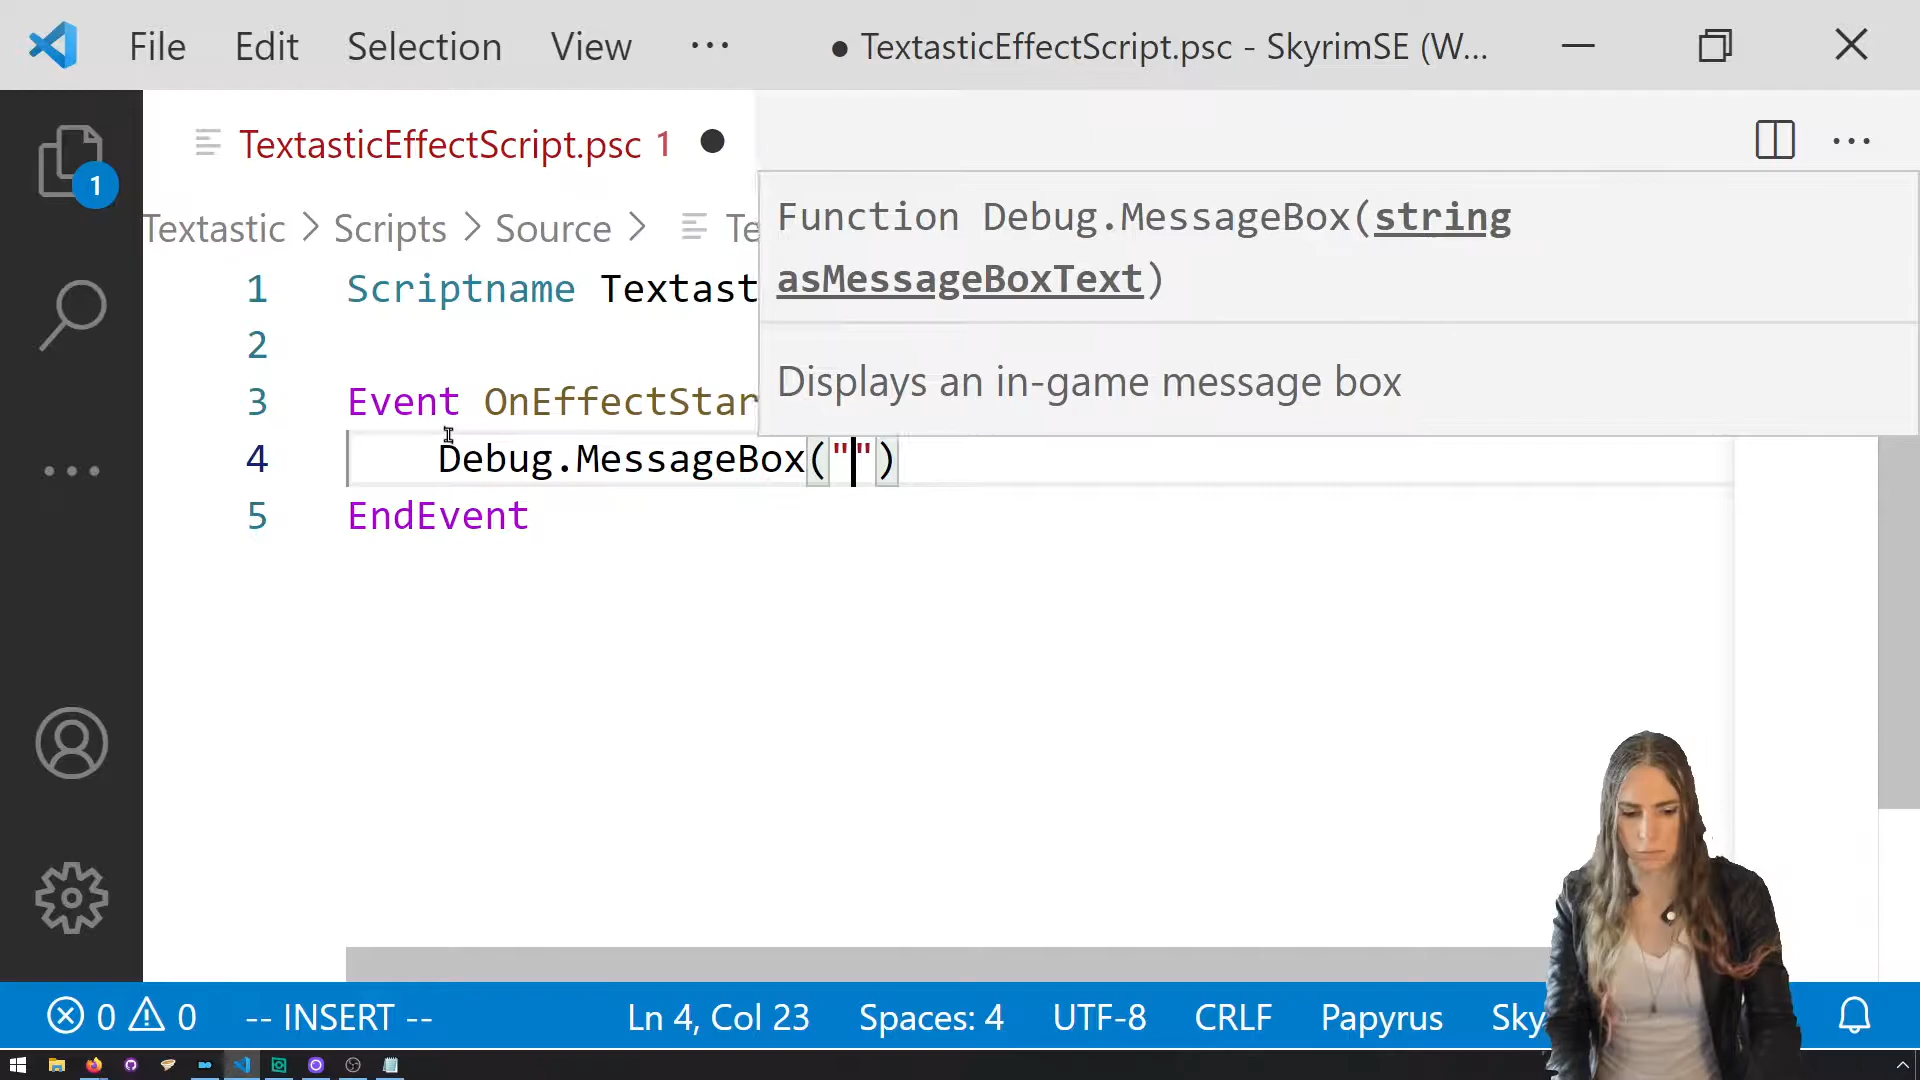 File Edit Selection View ··· ● TextasticEffectScript.psc - SkyrimSE (W...
TextasticEffectScript.psc 1
1
Textastic > Scripts > Source > Te
Function Debug.MessageBox(string
asMessageBoxText)
Displays an in-game message box
1 Scriptname Textast
2
3 Event OnEffectStar
4 Debug.MessageBox("")
5 EndEvent
0 0 -- INSERT -- Ln 4, Col 23 Spaces: 4 UTF-8 CRLF Papyrus Sky